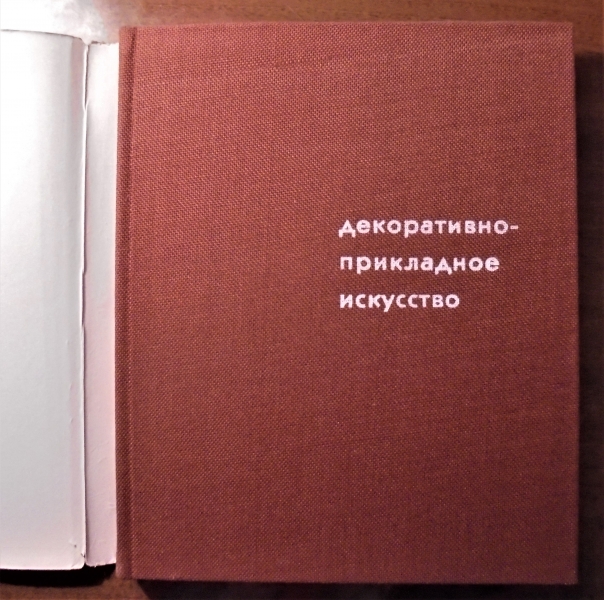 декоративно-
прикладное
искусство